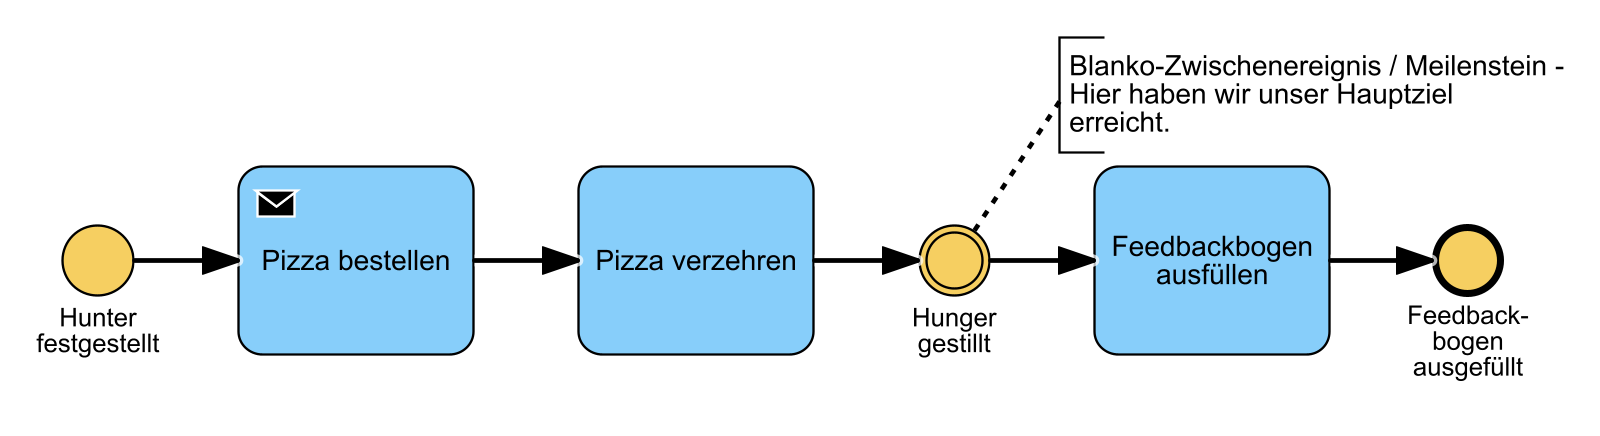 Blanko-Zwischenereignis / Meilenstein -
Hier haben wir unser Hauptziel
erreicht.
Pizza bestellen
Pizza verzehren
Feedbackbogen
ausfüllen
Hunter
festgestellt
Hunger
gestillt
Feedback-
bogen
ausgefüllt